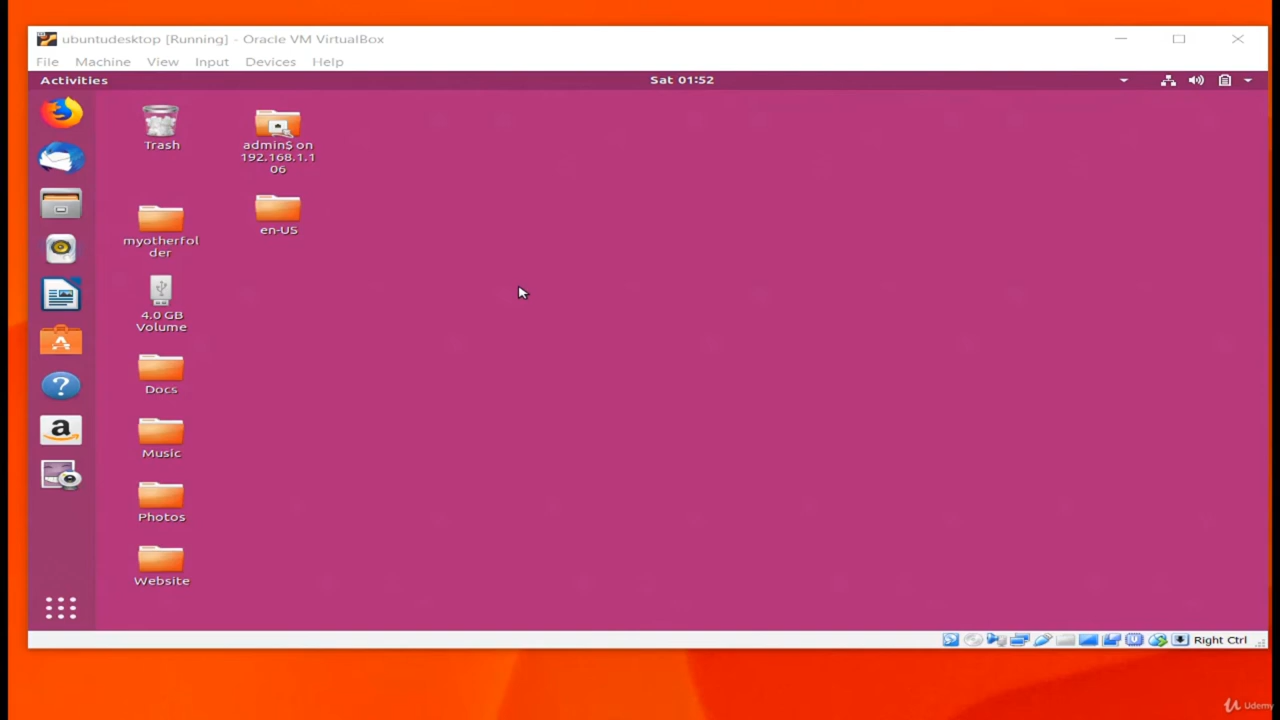 ubuntudesktop [Running] - Oracle VM VirtualBox
File Machine View Input Devices Help
Activities
Sat 01:52
Trash
admin$ on
192.168.1.1
06
myotherfol
der
en-US
4.0 GB
Volume
Docs
Music
Photos
Website
?
a
Right Ctrl
Udemy